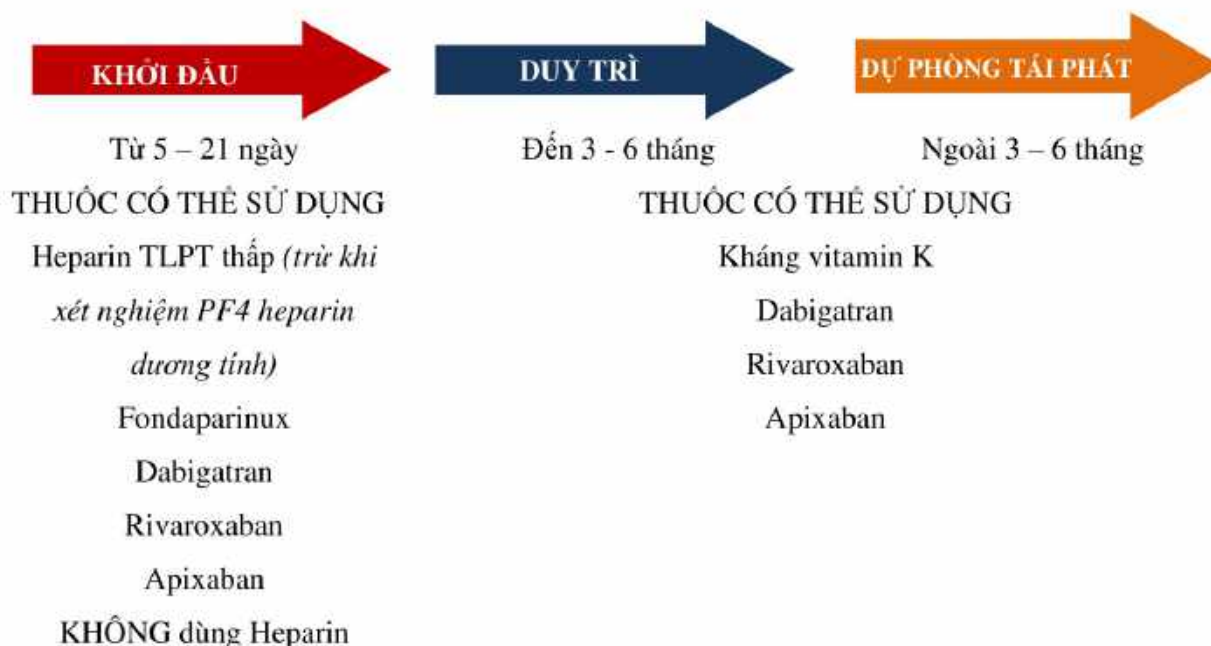 KHỞI ĐẦU
DUY TRÌ
DỰ PHÒNG TÁI PHÁT
Từ 5 – 21 ngày
Đến 3 - 6 tháng
Ngoài 3 – 6 tháng
THUỐC CÓ THỂ SỬ DỤNG
Heparin TLPT thấp (trừ khi
xét nghiệm PF4 heparin
dương tính)
Fondaparinux
Dabigatran
Rivaroxaban
Apixaban
KHÔNG dùng Heparin
THUỐC CÓ THỂ SỬ DỤNG
Kháng vitamin K
Dabigatran
Rivaroxaban
Apixaban